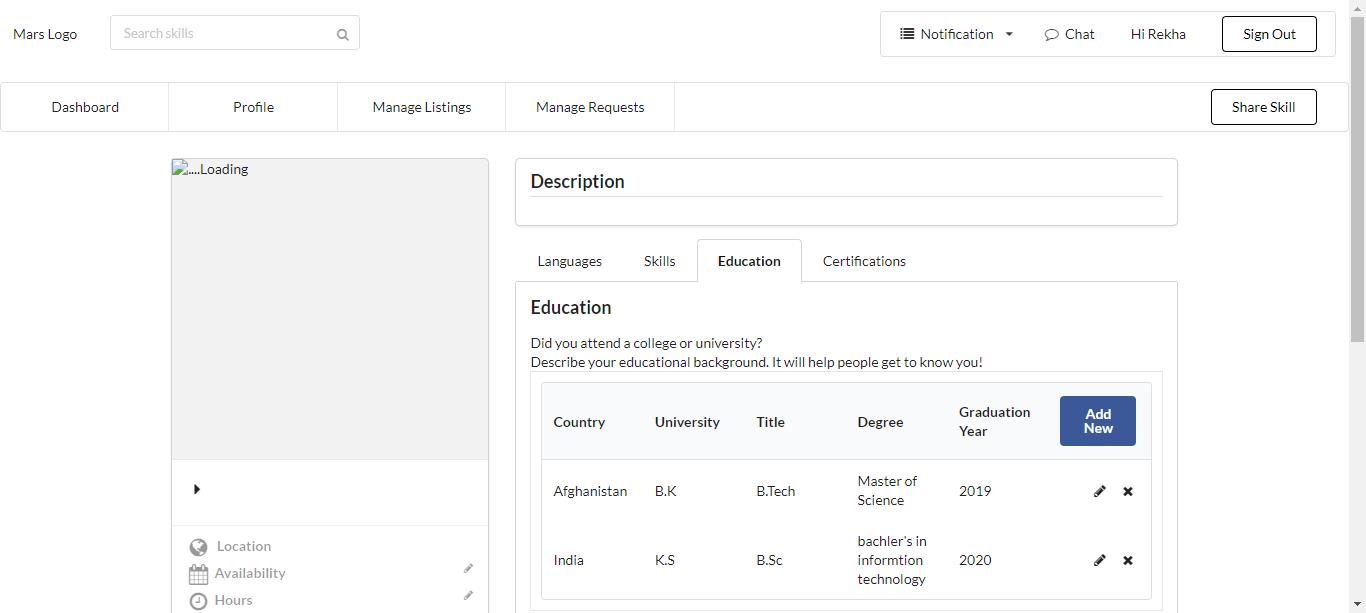 Mars Logo
Search skills
Notification
Chat
Hi Rekha
Sign Out
Dashboard
Profile
Manage Listings
Manage Requests
Share Skill
....Loading
Location
Availability
Hours
Description
Languages
Skills
Education
Certifications
Education
Did you attend a college or university?
Describe your educational background. It will help people get to know you!
Country
University
Title
Degree
Graduation
Year
Add
New
Afghanistan
B.K
B.Tech
Master of
Science
2019
India
K.S
B.Sc
bachler's in
informtion
technology
2020